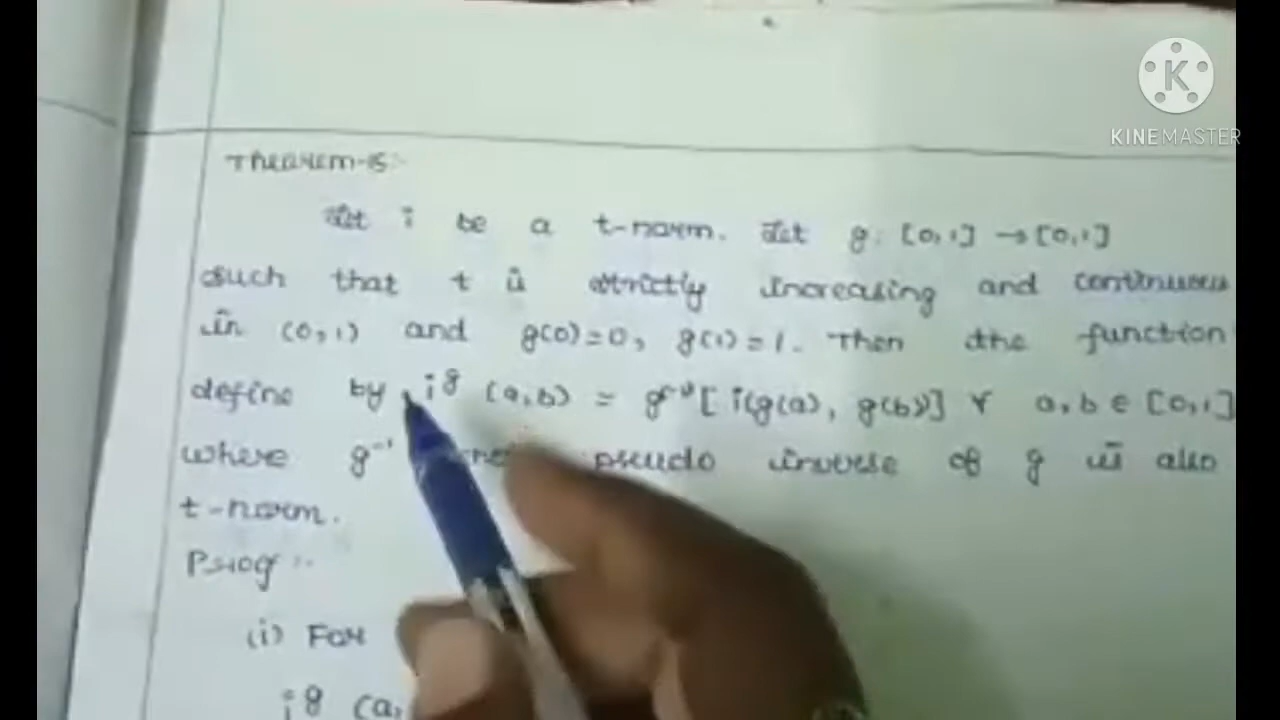 KINEMASTER
Theorem-15:-
Let i be a t-norm. Let g: [0,1] → [0,1]
such that t is strictly increasing and continuous
in (0,1) and g(0)=0, g(1)=1. Then the function
define by iᵍ (a,b) = g⁽⁻¹⁾[i(g(a), g(b))] ∀ a,b ∈ [0,1]
where g⁻¹ pseudo inverse of g is also
t-norm.
Proof :-
(i) For
iᵍ (a,